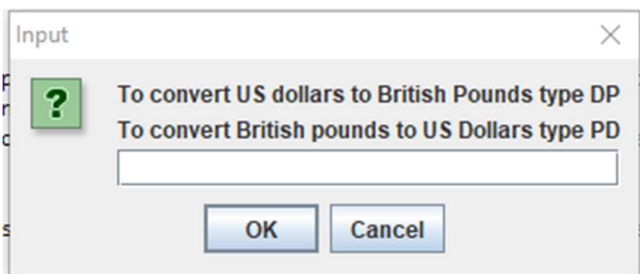 Input
To convert US dollars to British Pounds type DP
To convert British pounds to US Dollars type PD
OK Cancel